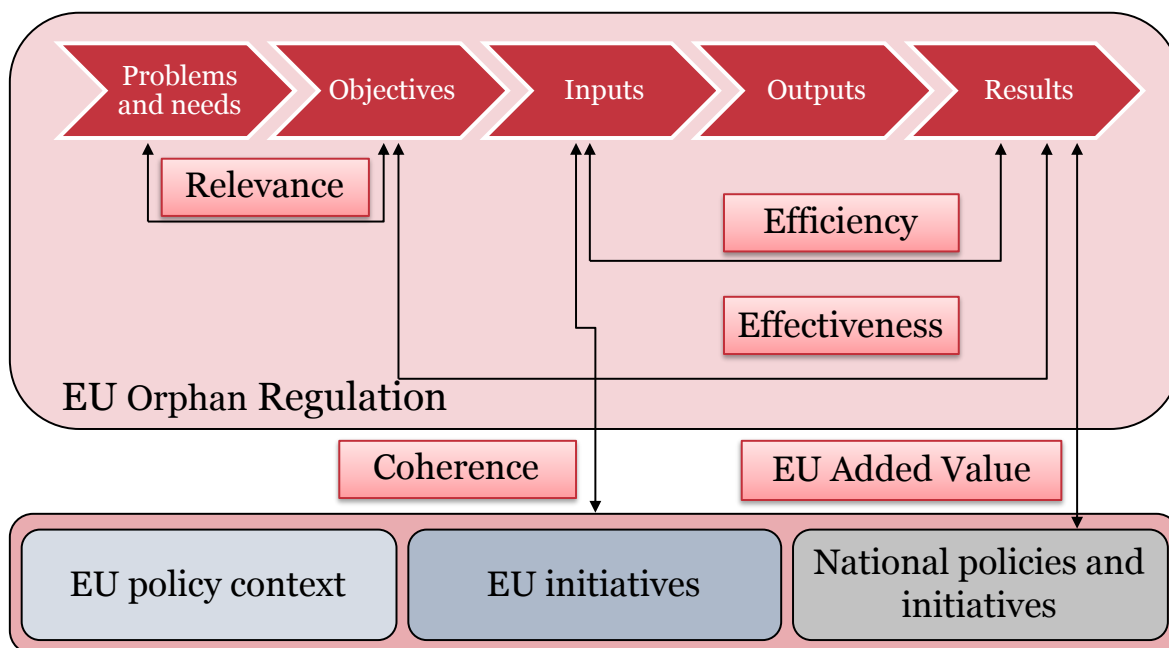 Problems
and needs
Objectives
Inputs
Outputs
Results
Relevance
Efficiency
Effectiveness
EU Orphan Regulation
Coherence
EU Added Value
EU policy context
EU initiatives
National policies and
initiatives